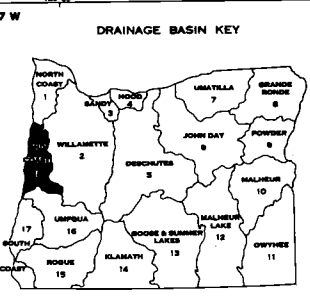 7 W
DRAINAGE BASIN KEY
NORTH
COAST
1
SANDY
3
HOOD
4
UMATILLA
7
GRANDE
RONDE
8
WILLAMETTE
2
DESCHUTES
5
JOHN DAY
6
POWDER
9
MALHEUR
10
17
SOUTH
COAST
UMPQUA
16
ROGUE
15
KLAMATH
14
GOOSE & SUMMER
LAKES
13
MALHEUR
LAKE
12
OWYHEE
11